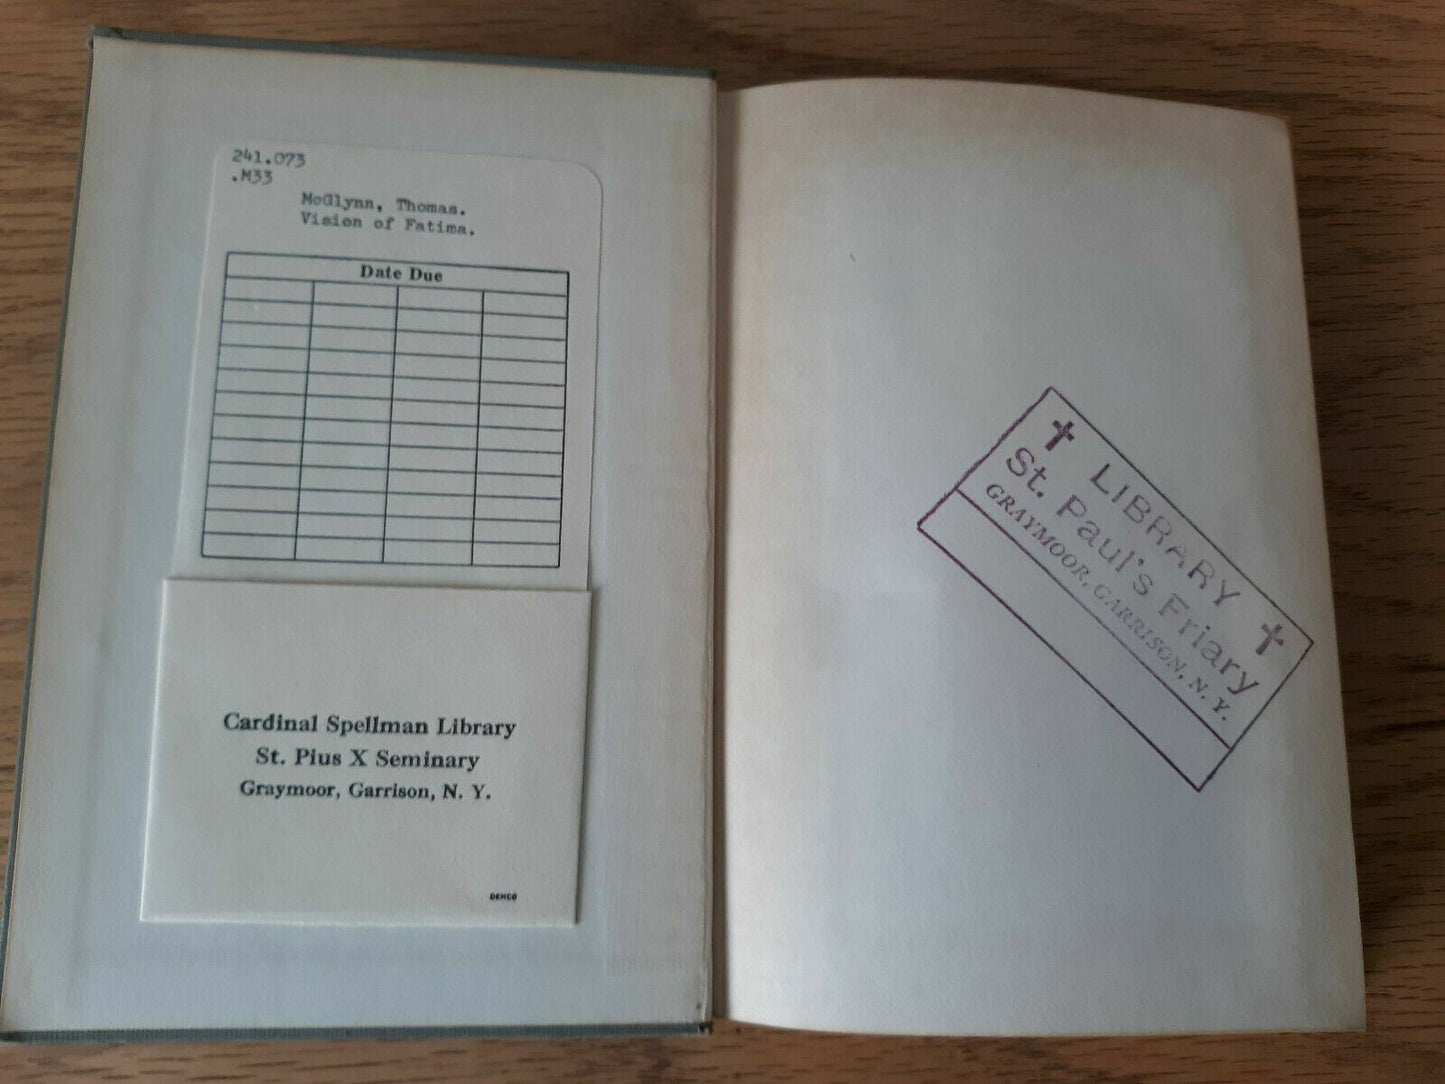 241.073
.M33
McGlynn, Thomas.
Vision of Fatima.
Date Due
Cardinal Spellman Library
St. Pius X Seminary
Graymoor, Garrison, N. Y.
DEMCO
LIBRARY
St. Paul's Friary
GRAYMOOR, GARRISON, N. Y.